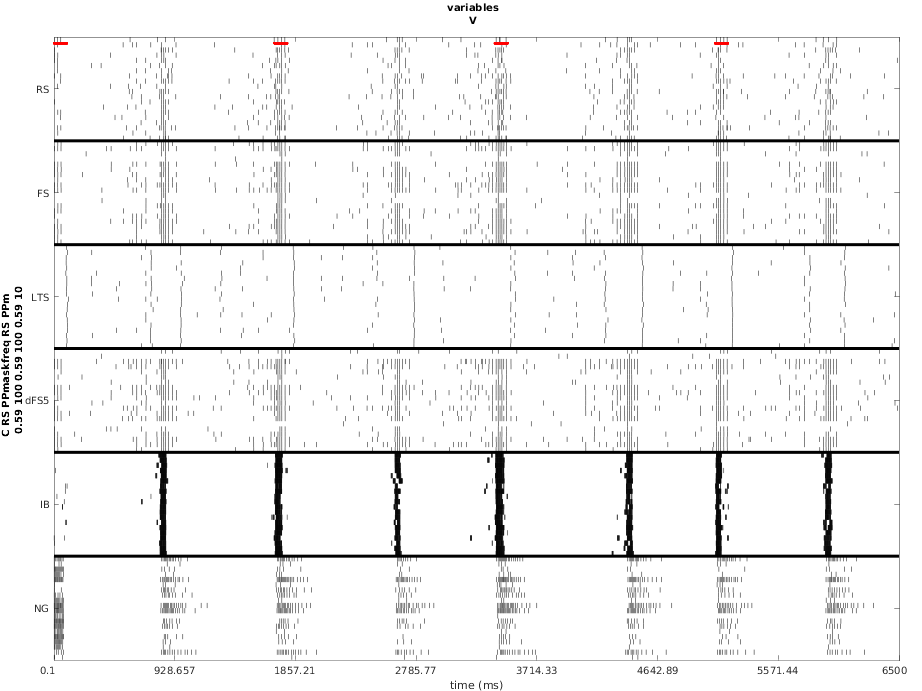 variables
V
RS
FS
LTS
dFS5
IB
NG
C RS PPmaskfreq RS PPm
0.59 100 0.59 100 0.59 10
0.1 928.657 1857.21 2785.77 3714.33 4642.89 5571.44 6500
time (ms)